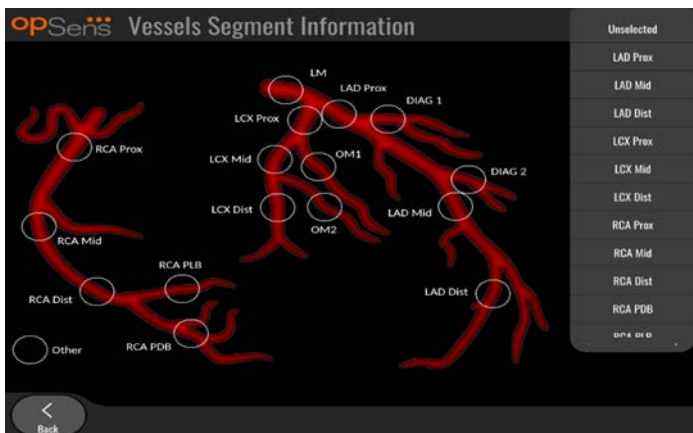 opSens Vessels Segment Information
LM
LAD Prox
DIAG 1
LCX Prox
RCA Prox
LCX Mid
OM1
DIAG 2
LCX Dist
OM2
LAD Mid
RCA Mid
RCA PLB
RCA Dist
LAD Dist
RCA PDB
Other
Back
Unselected
LAD Prox
LAD Mid
LAD Dist
LCX Prox
LCX Mid
LCX Dist
RCA Prox
RCA Mid
RCA Dist
RCA PDB
RCA PLB